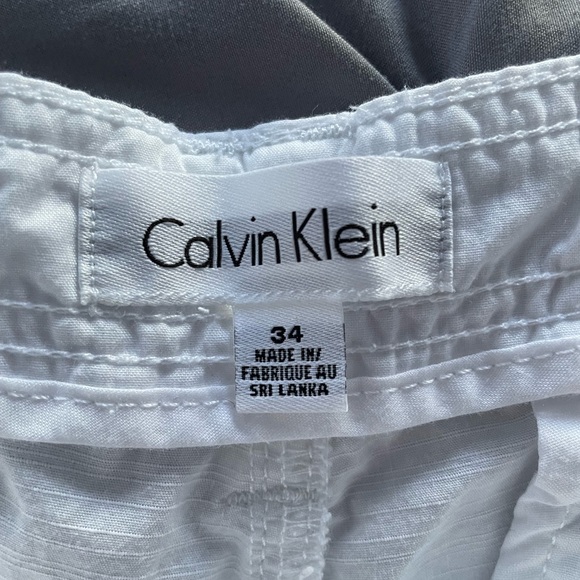 Calvin Klein
34
MADE IN/
FABRIQUE AU
SRI LANKA